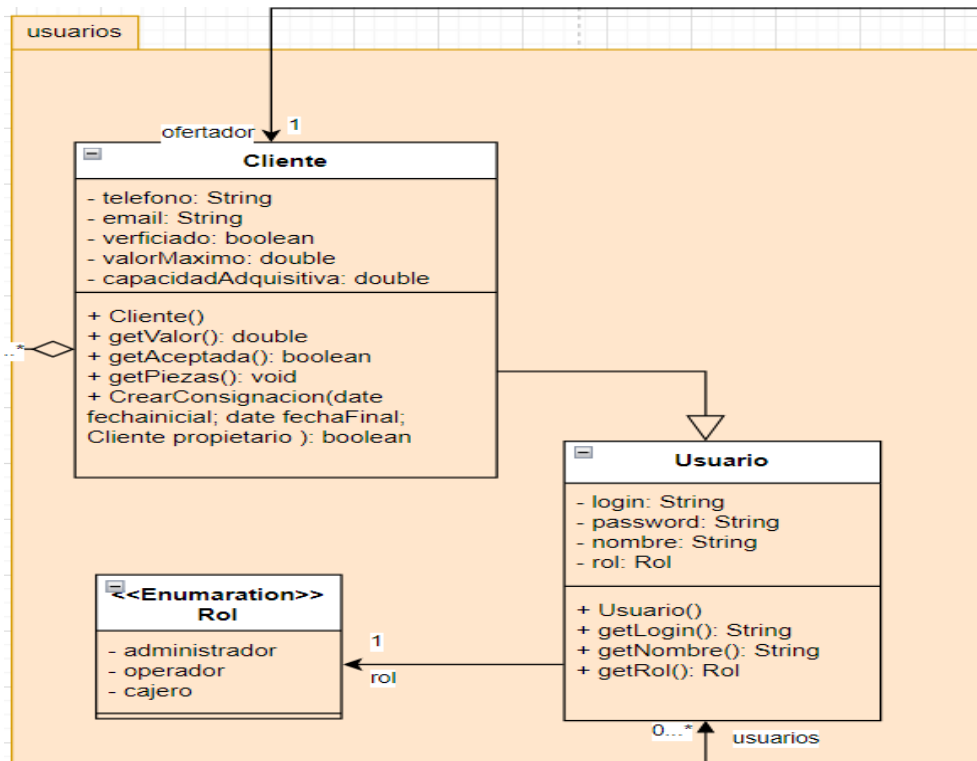 usuarios
ofertador
1
Cliente
- telefono: String
- email: String
- verficiado: boolean
- valorMaximo: double
- capacidadAdquisitiva: double
+ Cliente()
+ getValor(): double
+ getAceptada(): boolean
+ getPiezas(): void
+ CrearConsignacion(date
fechainicial; date fechaFinal;
Cliente propietario ): boolean
..*
Usuario
- login: String
- password: String
- nombre: String
- rol: Rol
+ Usuario()
+ getLogin(): String
+ getNombre(): String
+ getRol(): Rol
<<Enumaration>>
Rol
- administrador
- operador
- cajero
1
rol
0...*
usuarios